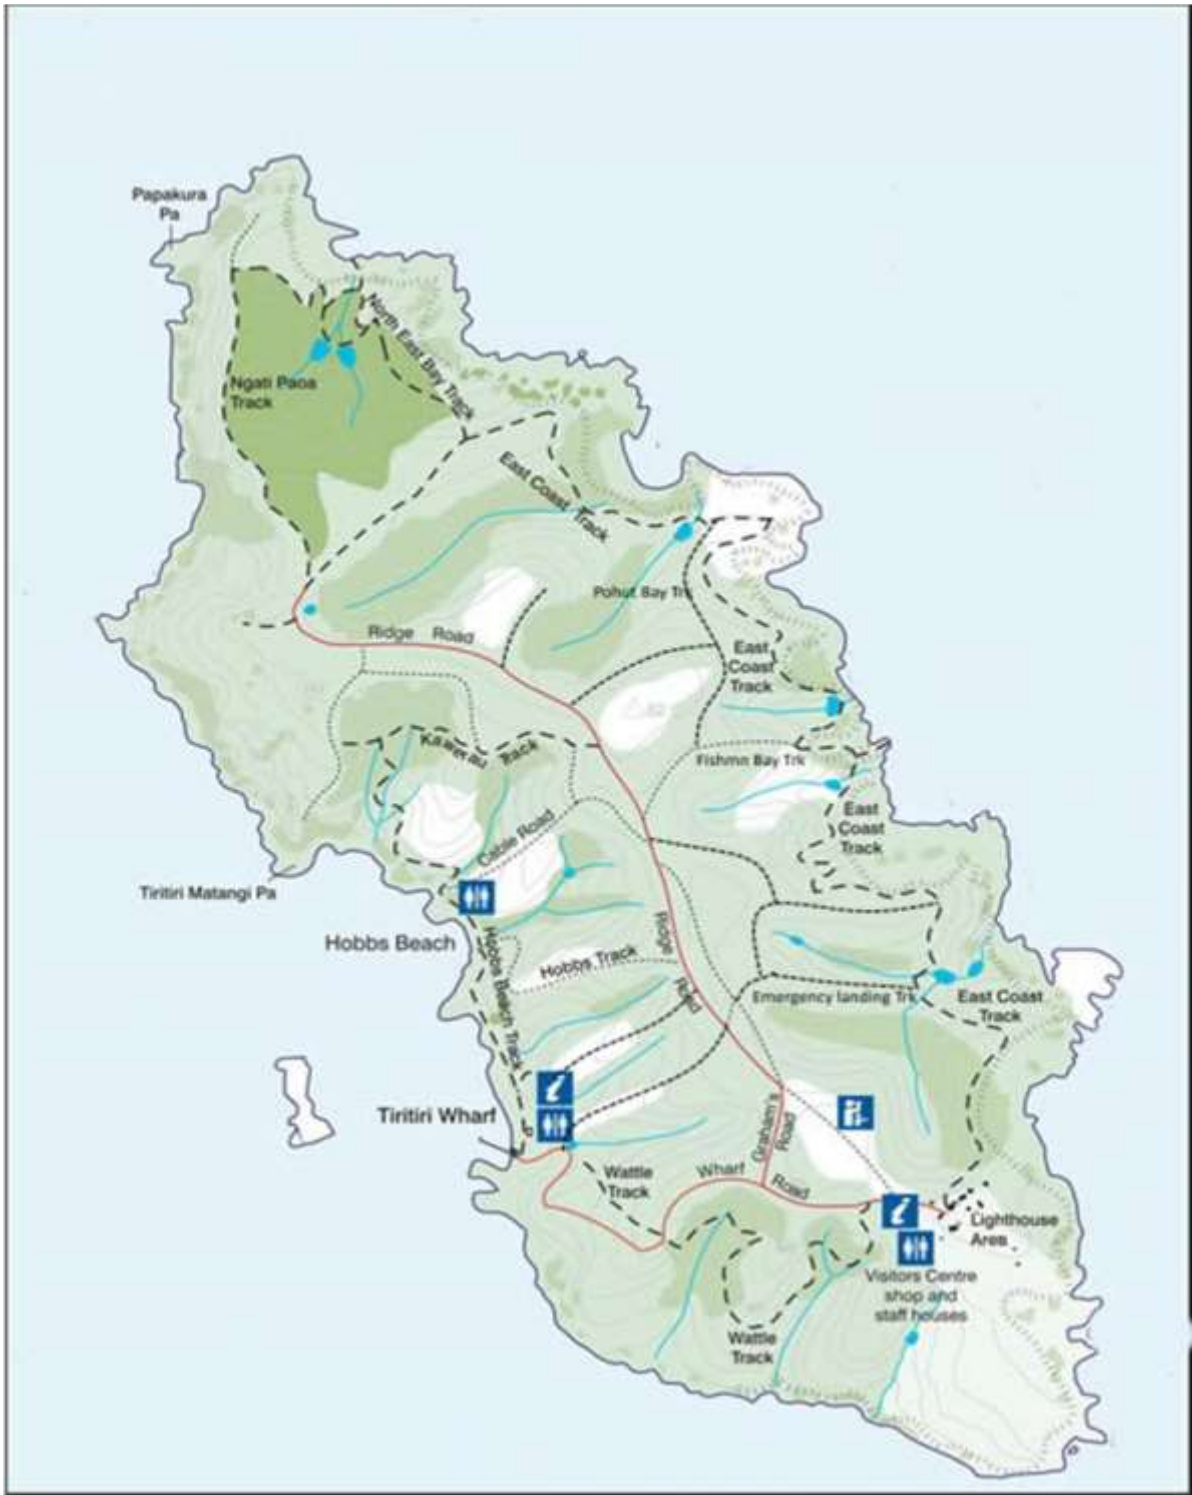 Papakura
Pa
North East Bay Track
Ngati Paoa
Track
East Coast Track
Pohut Bay Trk
Ridge Road
East
Coast
Track
Kawerau Track
Fishmn Bay Trk
East
Coast
Track
Cable Road
Tiritiri Matangi Pa
Hobbs Beach
Hobbs Beach Track
Hobbs Track
Ridge Road
Emergency landing Trk
East Coast
Track
Tiritiri Wharf
Graham's
Road
Wattle
Track
Wharf Road
Lighthouse
Area
Visitors Centre
shop and
staff houses
Wattle
Track